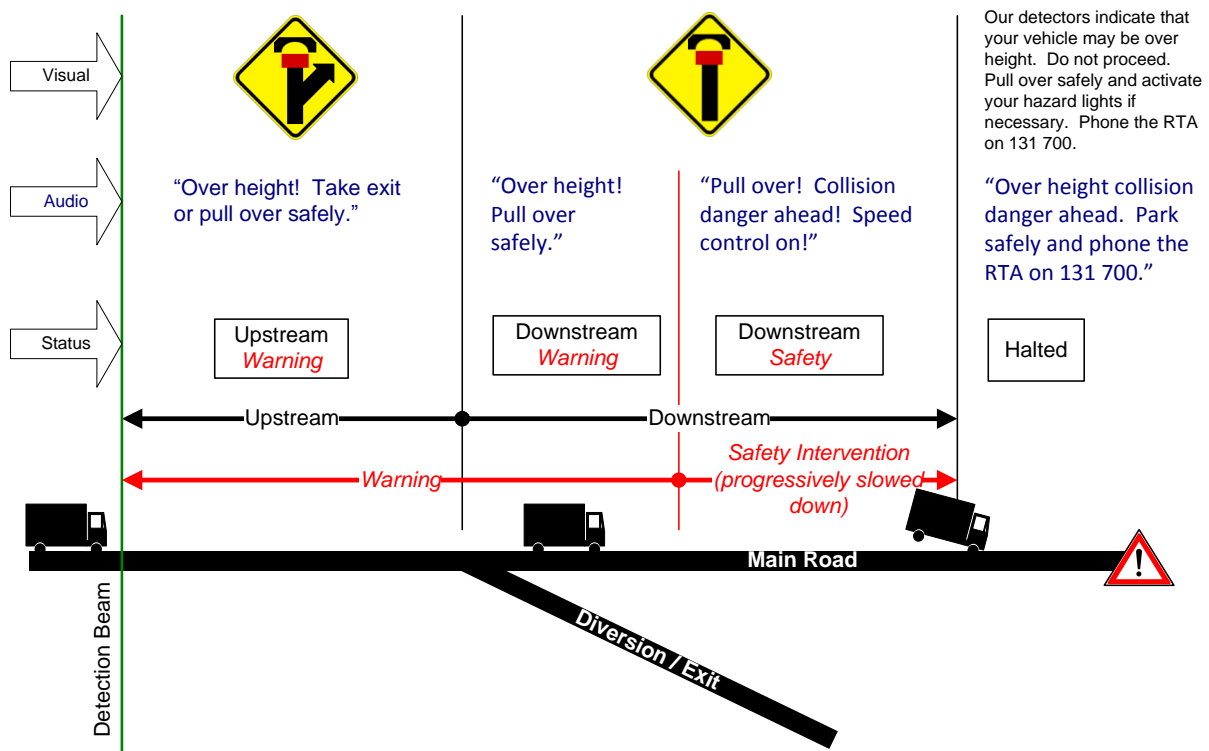 Visual
Our detectors indicate that
your vehicle may be over
height.  Do not proceed.
Pull over safely and activate
your hazard lights if
necessary.  Phone the RTA
on 131 700.
Audio
“Over height!  Take exit
or pull over safely.”
“Over height!
Pull over
safely.”
“Pull over!  Collision
danger ahead!  Speed
control on!”
“Over height collision
danger ahead.  Park
safely and phone the
RTA on 131 700.”
Status
Upstream
Warning
Downstream
Warning
Downstream
Safety
Halted
Upstream
Downstream
Warning
Safety Intervention
(progressively slowed
down)
Main Road
!
Diversion / Exit
Detection Beam